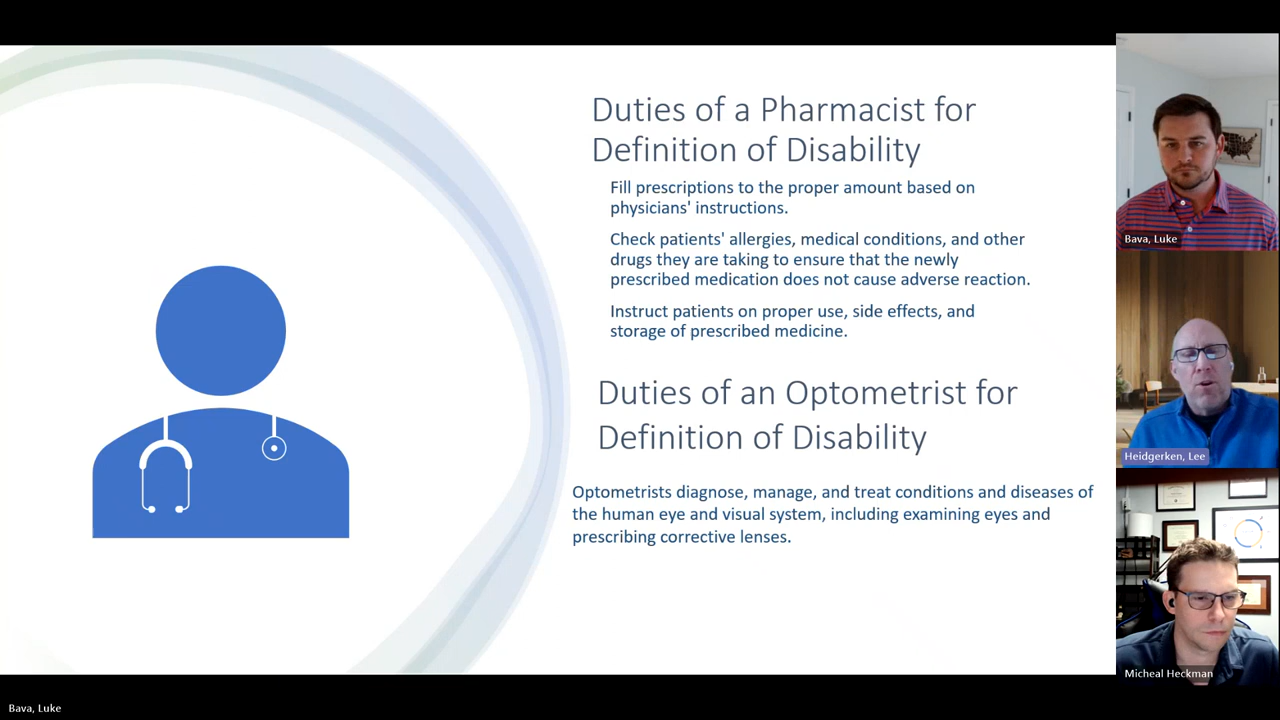 Duties of a Pharmacist for
Definition of Disability
Fill prescriptions to the proper amount based on
physicians' instructions.
Check patients' allergies, medical conditions, and other
drugs they are taking to ensure that the newly
prescribed medication does not cause adverse reaction.
Instruct patients on proper use, side effects, and
storage of prescribed medicine.
Duties of an Optometrist for
Definition of Disability
Optometrists diagnose, manage, and treat conditions and diseases of
the human eye and visual system, including examining eyes and
prescribing corrective lenses.
Bava, Luke
Heidgerken, Lee
Micheal Heckman
Bava, Luke